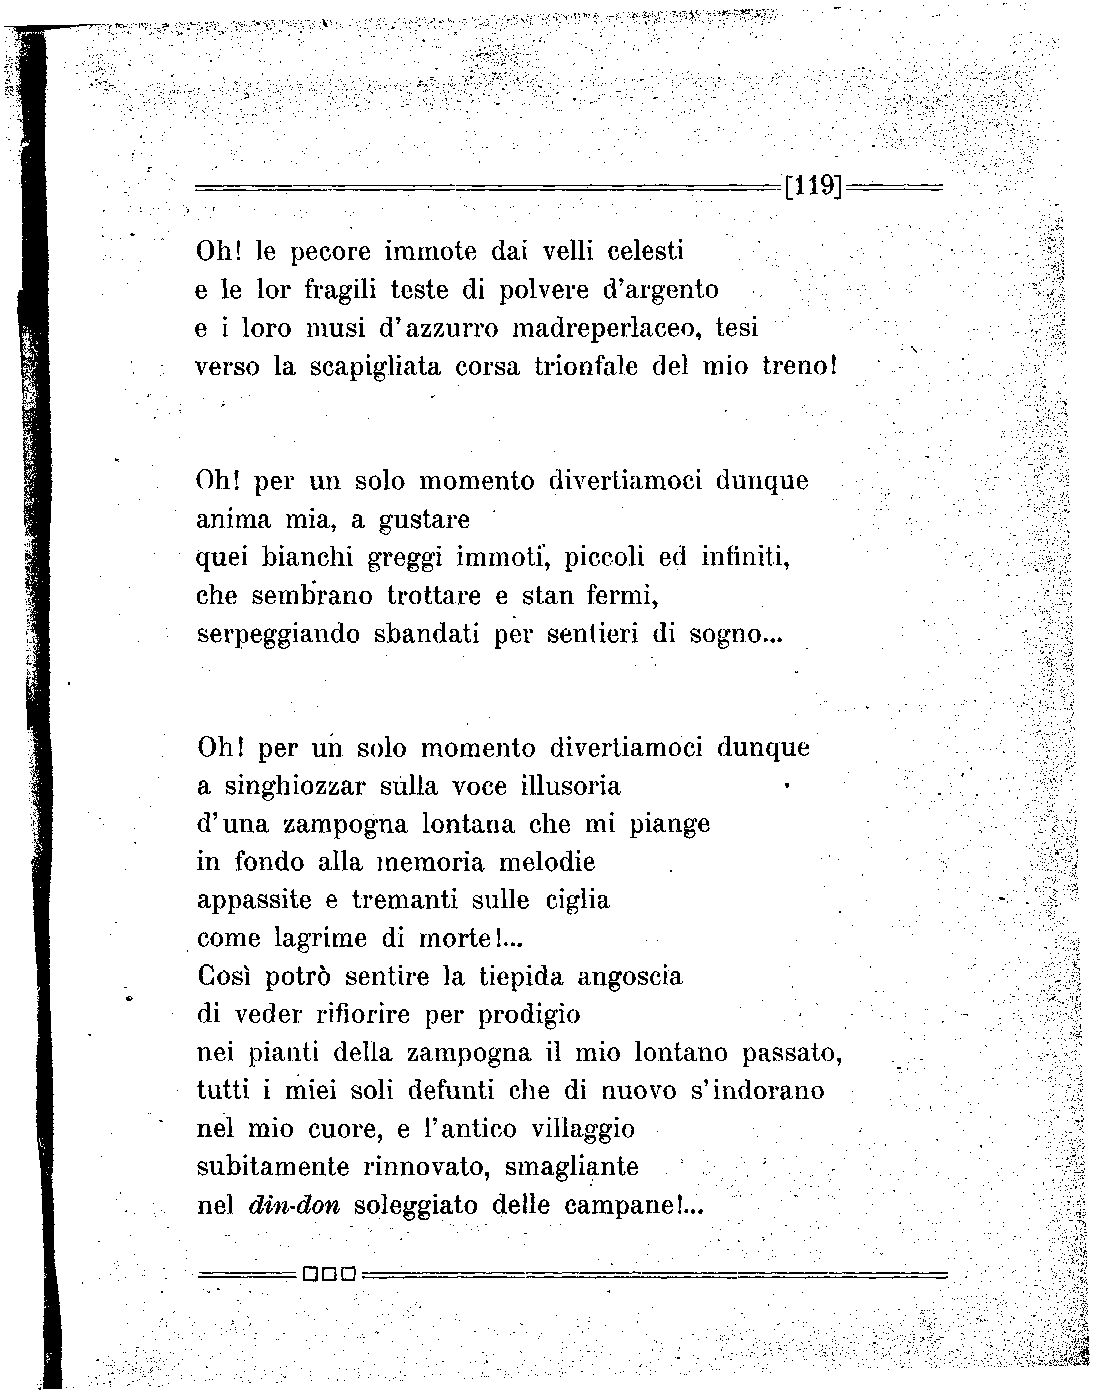 [119]
Oh! le pecore immote dai velli celesti
e le lor fragili teste di polvere d'argento
e i loro musi d'azzurro madreperlaceo, tesi
verso la scapigliata corsa trionfale del mio treno!
Oh! per un solo momento divertiamoci dunque
anima mia, a gustare
quei bianchi greggi immoti, piccoli ed infiniti,
che sembrano trottare e stan fermi,
serpeggiando sbandati per sentieri di sogno...
Oh! per un solo momento divertiamoci dunque
a singhiozzar sulla voce illusoria
d'una zampogna lontana che mi piange
in fondo alla memoria melodie
appassite e tremanti sulle ciglia
come lagrime di morte!...
Così potrò sentire la tiepida angoscia
di veder rifiorire per prodigio
nei pianti della zampogna il mio lontano passato,
tutti i miei soli defunti che di nuovo s'indorano
nel mio cuore, e l'antico villaggio
subitamente rinnovato, smagliante
nel din-don soleggiato delle campane!...